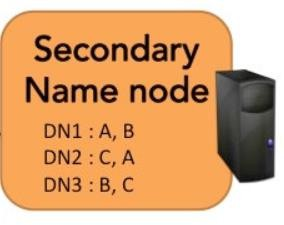 Secondary
Name node
DN1 : A, B
DN2 : C, A
DN3 : B, C